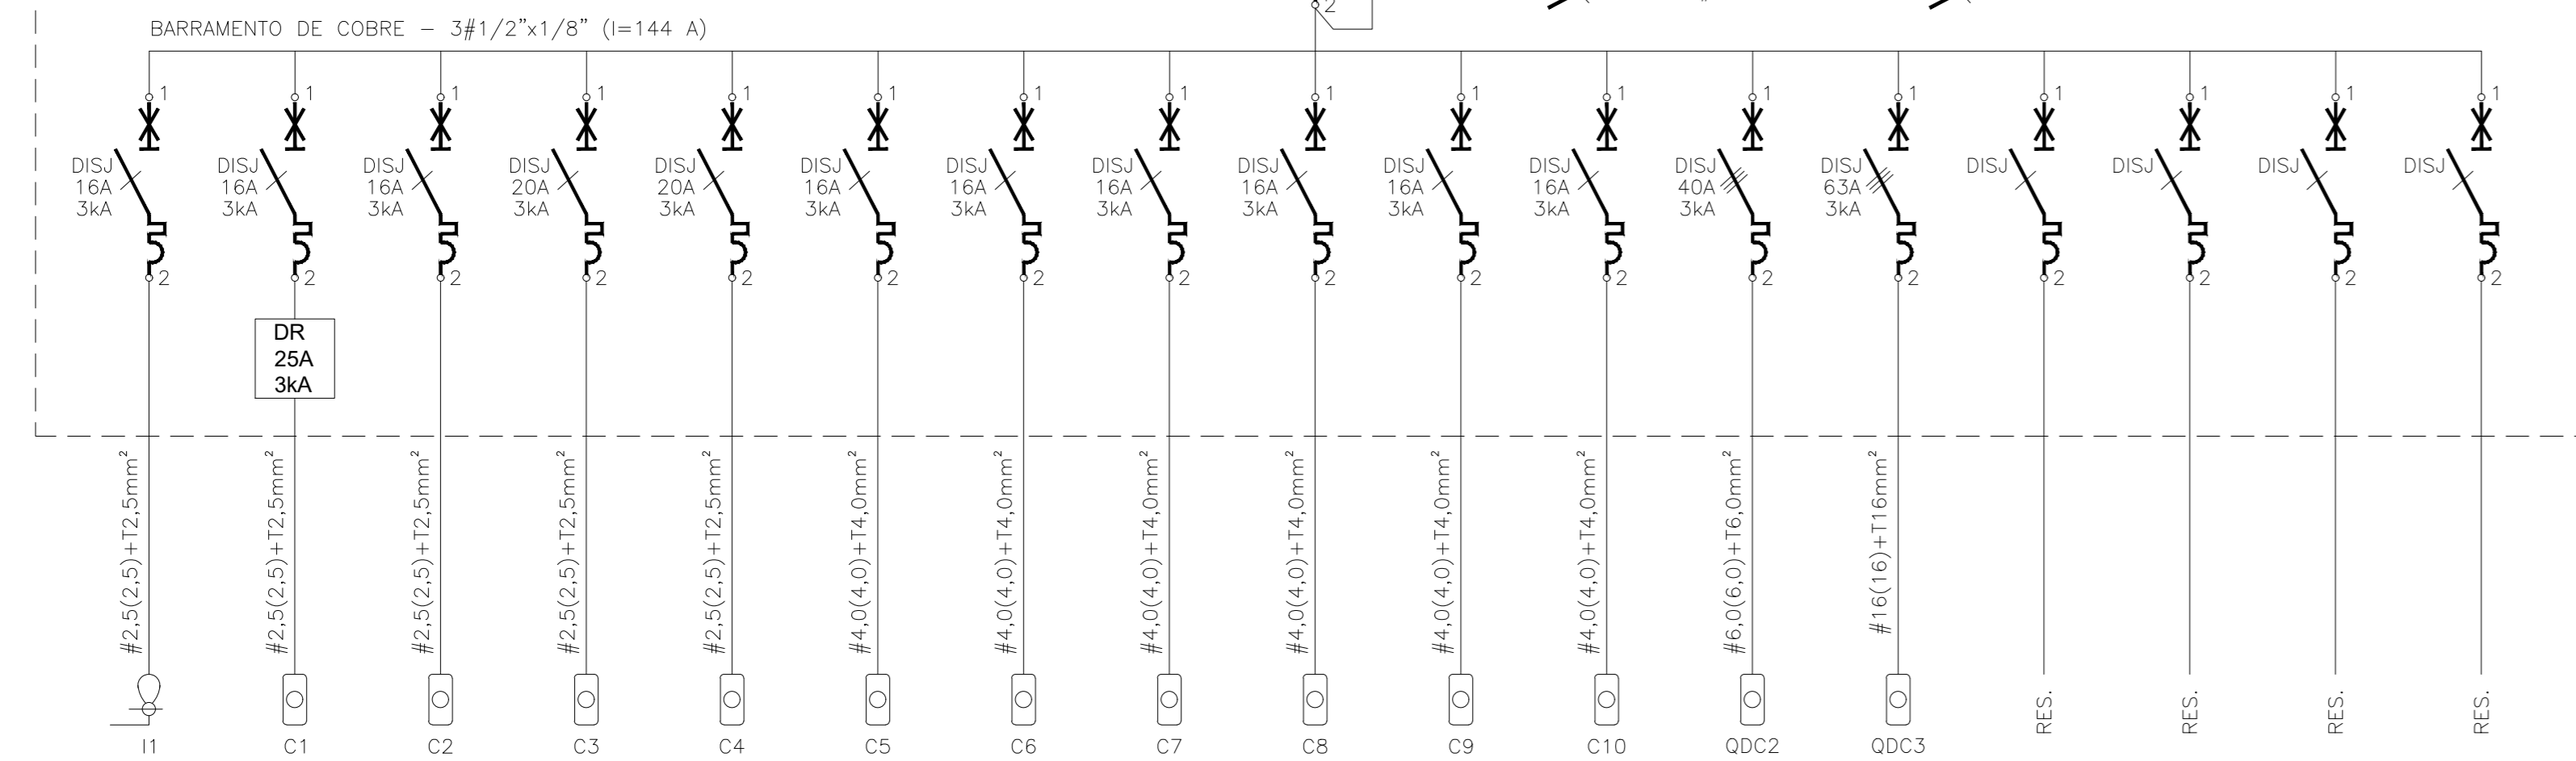 2
BARRAMENTO DE COBRE – 3#1/2"x1/8" (I=144 A)
1 1 1 1 1 1 1 1 1 1 1 1 1 1 1 1 1
DISJ DISJ DISJ DISJ DISJ DISJ DISJ DISJ DISJ DISJ DISJ DISJ DISJ DISJ DISJ DISJ DISJ
16A 16A 16A 20A 20A 16A 16A 16A 16A 16A 16A 40A 63A
3kA 3kA 3kA 3kA 3kA 3kA 3kA 3kA 3kA 3kA 3kA 3kA 3kA
2 2 2 2 2 2 2 2 2 2 2 2 2 2 2 2 2
DR
25A
3kA
#2,5(2,5)+T2,5mm²
#2,5(2,5)+T2,5mm²
#2,5(2,5)+T2,5mm²
#2,5(2,5)+T2,5mm²
#2,5(2,5)+T2,5mm²
#4,0(4,0)+T4,0mm²
#4,0(4,0)+T4,0mm²
#4,0(4,0)+T4,0mm²
#4,0(4,0)+T4,0mm²
#4,0(4,0)+T4,0mm²
#4,0(4,0)+T4,0mm²
#6,0(6,0)+T6,0mm²
#16(16)+T16mm²
RES.
RES.
RES.
RES.
I1 C1 C2 C3 C4 C5 C6 C7 C8 C9 C10 QDC2 QDC3